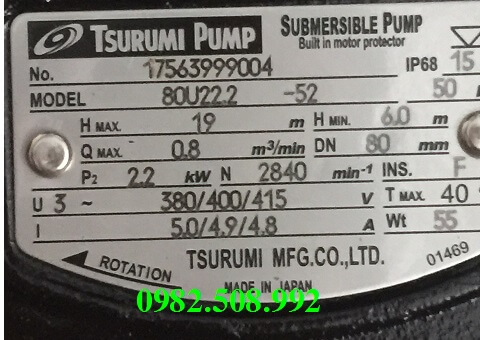 TSURUMI PUMP SUBMERSIBLE PUMP
Built in motor protector
No. 17563999004 IP68 15
MODEL 80U22.2 -52 50
H MAX. 19 m H MIN. 6.0 m
Q MAX. 0.8 m³/min DN 80 mm
P2 2.2 kW N 2840 min-1 INS. F
U 3 ~ 380/400/415 V T MAX 40
I 5.0/4.9/4.8 A Wt 55
TSURUMI MFG.CO.,LTD. 01469
ROTATION
MADE IN JAPAN
0982.508.992